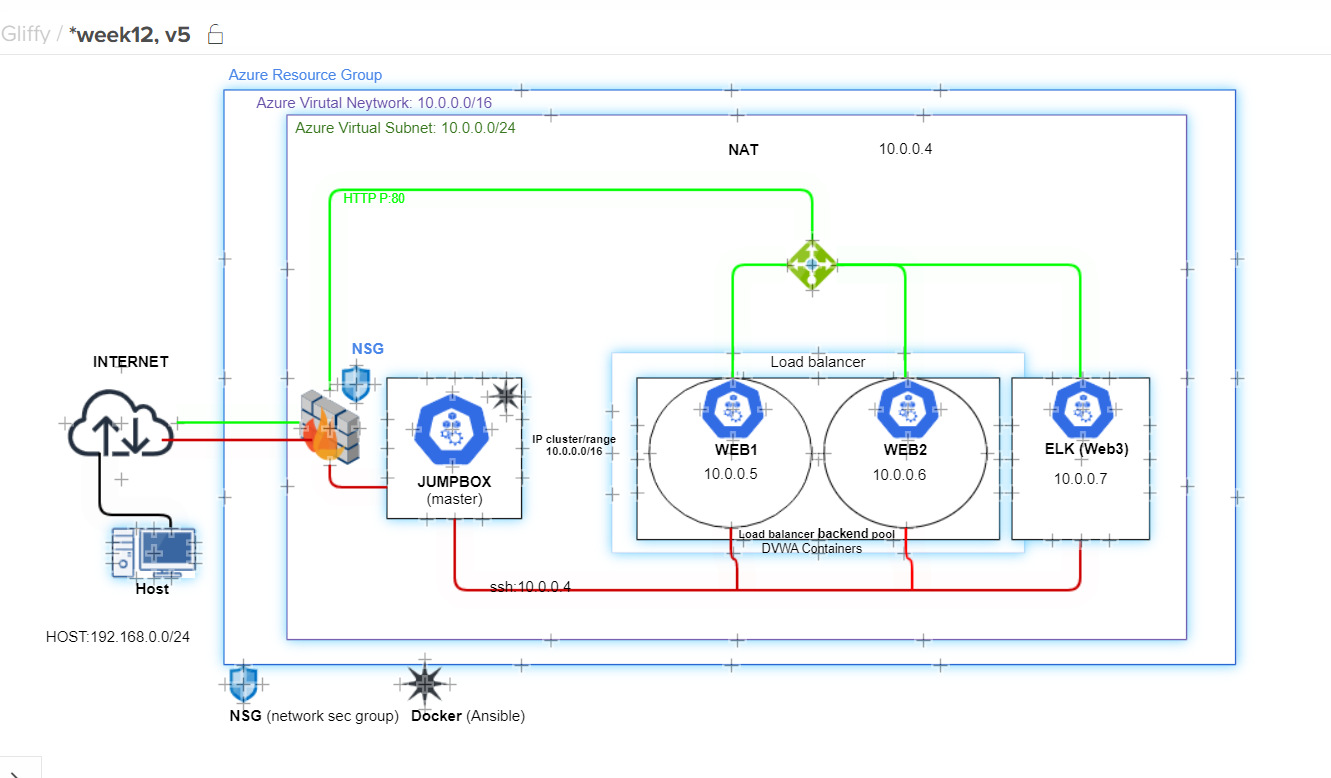 Gliffy / *week12, v5
Azure Resource Group
Azure Virutal Neytwork: 10.0.0.0/16
Azure Virtual Subnet: 10.0.0.0/24
NAT
10.0.0.4
HTTP P:80
NSG
INTERNET
Load balancer
IP cluster/range
10.0.0.0/16
JUMPBOX
(master)
WEB1
10.0.0.5
WEB2
10.0.0.6
ELK (Web3)
10.0.0.7
Load balancer backend pool
DVWA Containers
ssh:10.0.0.4
Host
HOST:192.168.0.0/24
NSG (network sec group)
Docker (Ansible)